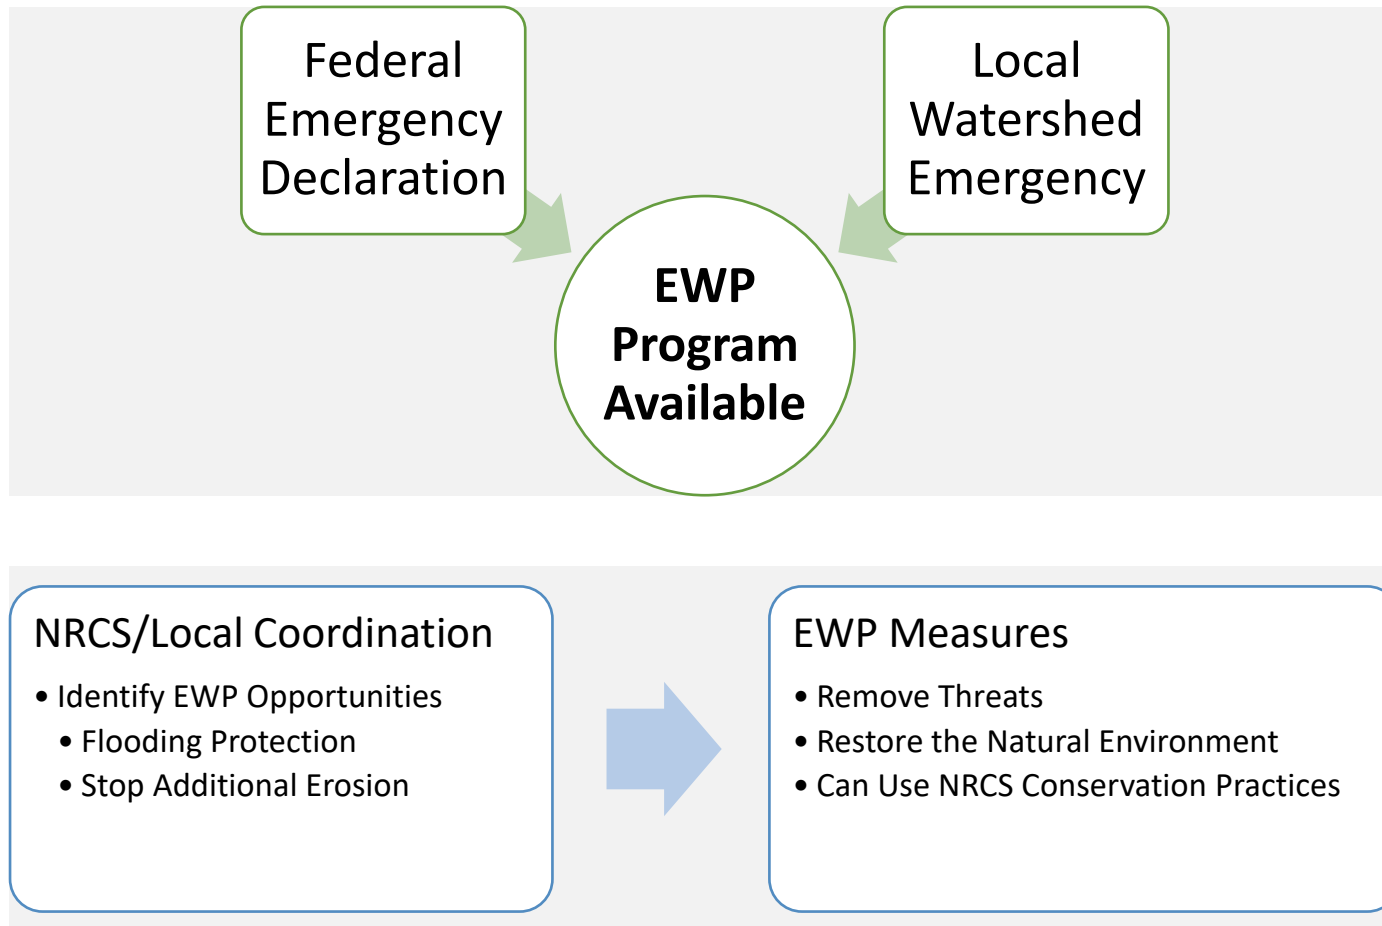 Federal
Emergency
Declaration
Local
Watershed
Emergency
EWP
Program
Available
NRCS/Local Coordination
• Identify EWP Opportunities
• Flooding Protection
• Stop Additional Erosion
EWP Measures
• Remove Threats
• Restore the Natural Environment
• Can Use NRCS Conservation Practices